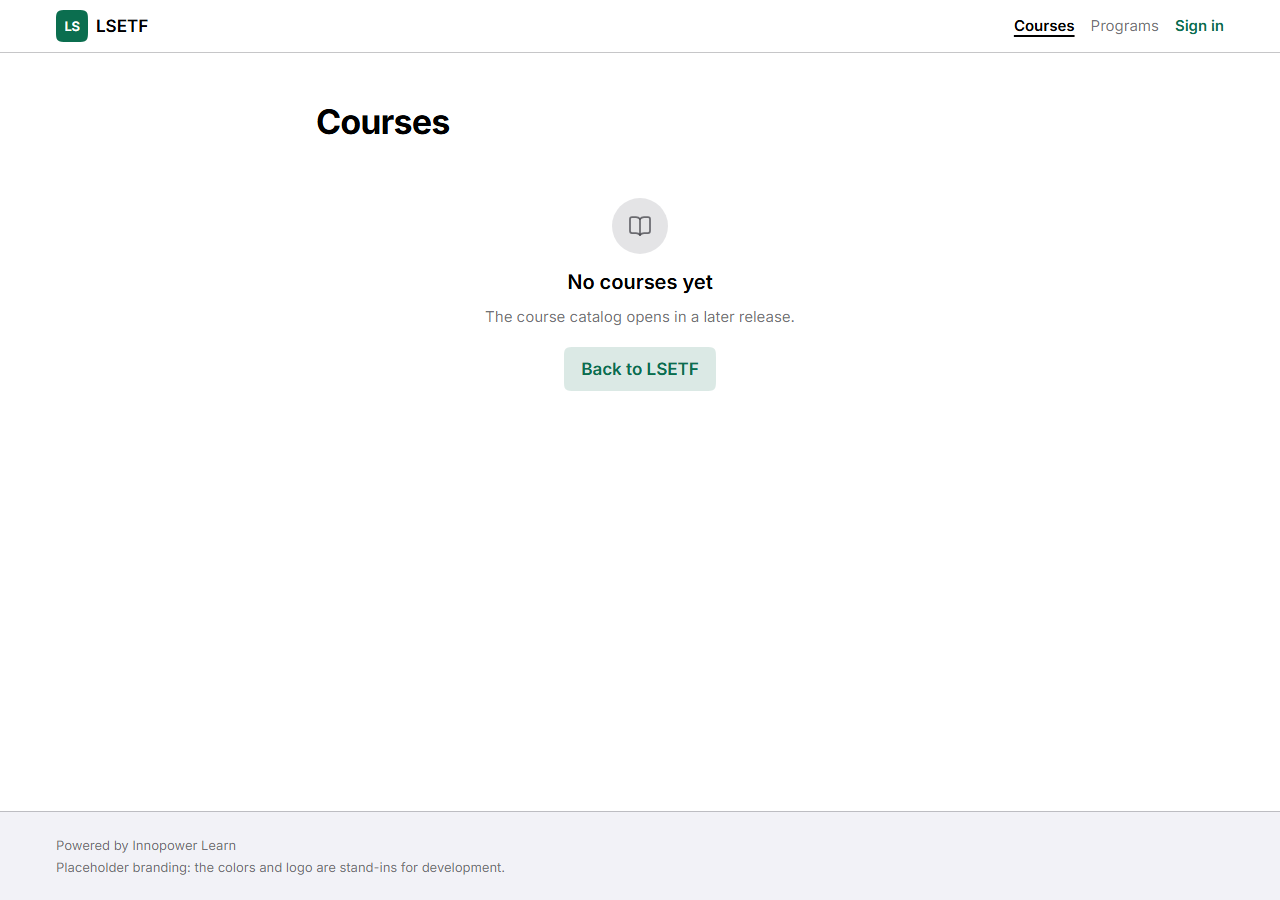 LS LSETF
Courses Programs Sign in
Courses
No courses yet
The course catalog opens in a later release.
Back to LSETF
Powered by Innopower Learn
Placeholder branding: the colors and logo are stand-ins for development.